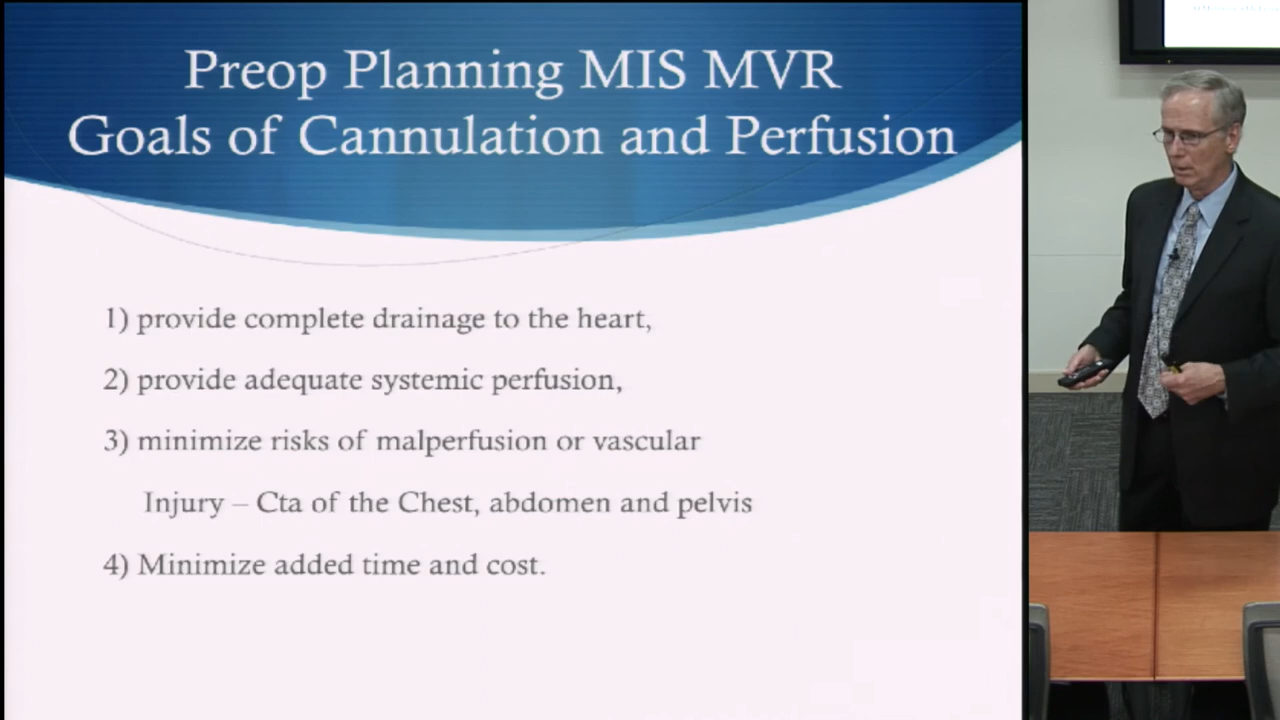 Preop Planning MIS MVR
Goals of Cannulation and Perfusion
1) provide complete drainage to the heart,
2) provide adequate systemic perfusion,
3) minimize risks of malperfusion or vascular
Injury – Cta of the Chest, abdomen and pelvis
4) Minimize added time and cost.